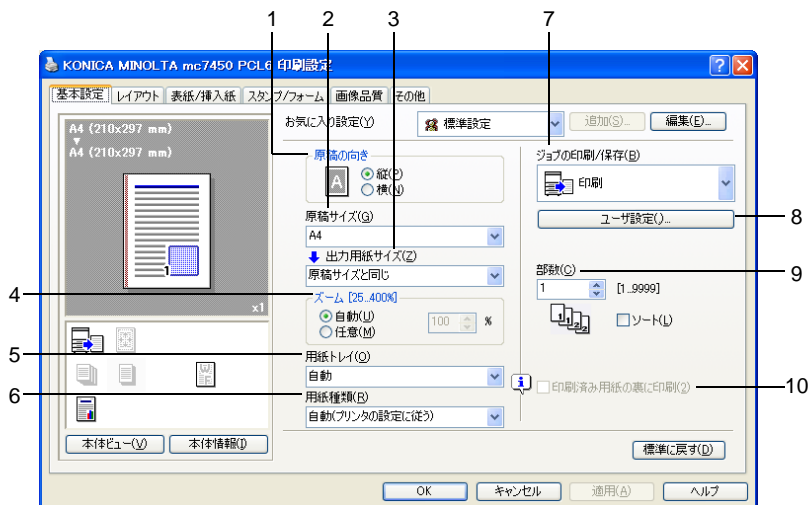 1
2
3
7
KONICA MINOLTA mc7450 PCL6 印刷設定
基本設定 レイアウト 表紙/挿入紙 スタンプ/フォーム 画像品質 その他
A4 (210x297 mm)
A4 (210x297 mm)
1
x1
本体ビュー(V) 本体情報(I)
お気に入り設定(Y) 標準設定 追加(S)... 編集(E)...
原稿の向き
A
縦(P)
横(N)
原稿サイズ(G)
A4
出力用紙サイズ(Z)
原稿サイズと同じ
4
ズーム [25...400%]
自動(U)
任意(M)
100 %
5
用紙トレイ(O)
自動
6
用紙種類(R)
自動(プリンタの設定に従う)
ジョブの印刷/保存(B)
印刷
ユーザ設定()...
8
部数(C)
9
1 [1...9999]
1 1 2 2
ソート(L)
印刷済み用紙の裏に印刷(2)
10
標準に戻す(D)
OK キャンセル 適用(A) ヘルプ